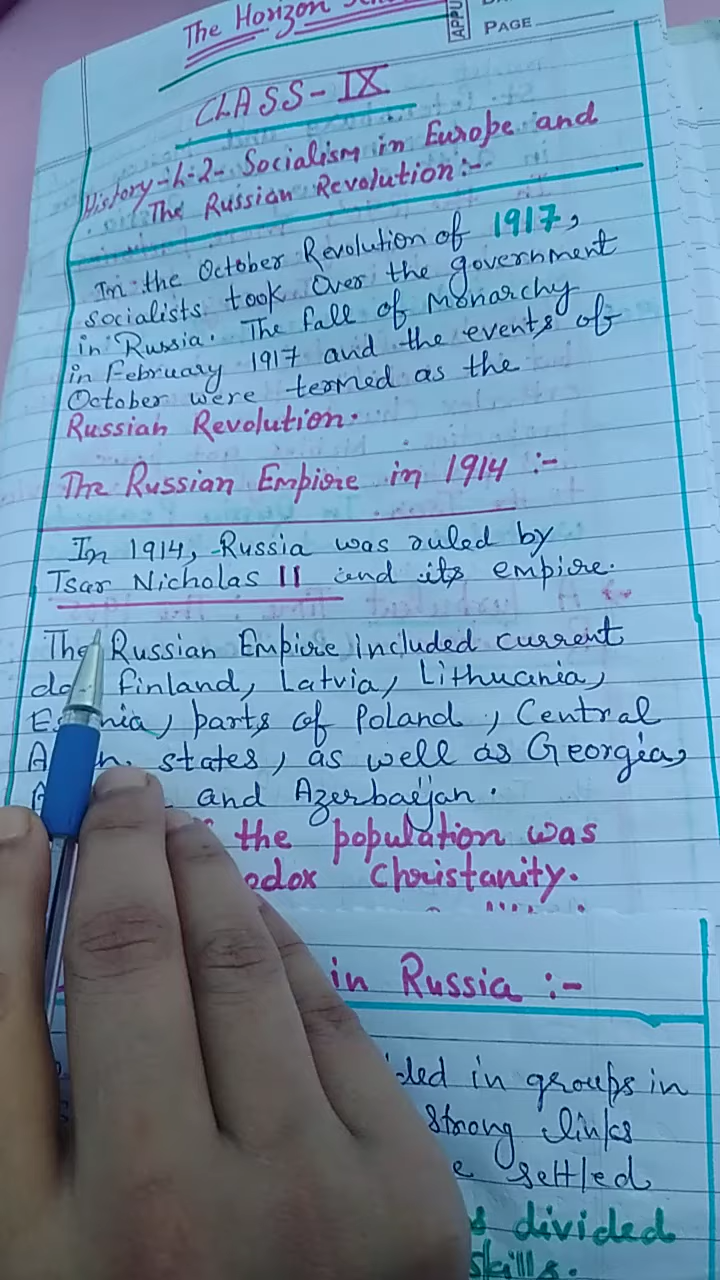 The Horizon
PAGE
CLASS-IX
History-h-2- Socialism in Europe and
The Russian Revolution:-
In the October Revolution of 1917,
socialists took over the government
in Russia. The fall of Monarchy
in February 1917 and the events of
October were termed as the
Russian Revolution.
The Russian Empire in 1914 :-
In 1914, Russia was ruled by
Tsar Nicholas II and its empire.
The Russian Empire included current
finland, Latvia, Lithuania,
parts of Poland, Central
states, as well as Georgia,
and Azerbaijan.
the population was
Christanity.
in Russia :-
in groups in
strong links
settled
divided
skills.